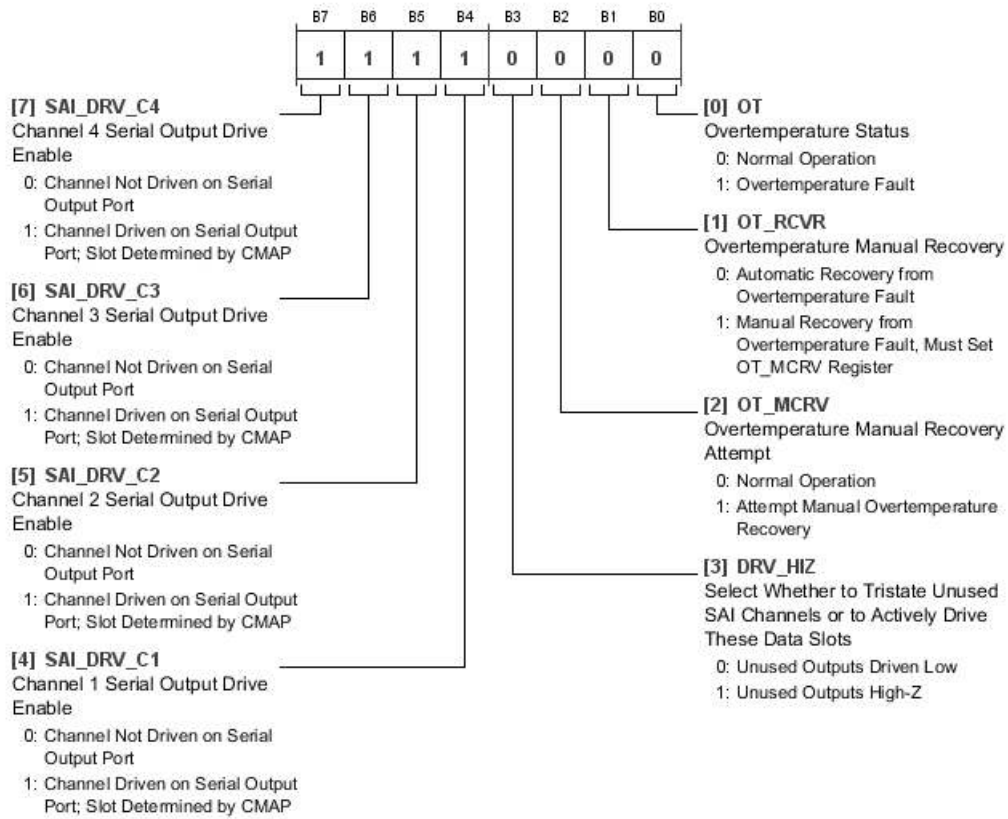 B7 B6 B5 B4 B3 B2 B1 B0
1 1 1 1 0 0 0 0
[7] SAI_DRV_C4
Channel 4 Serial Output Drive
Enable
0: Channel Not Driven on Serial
Output Port
1: Channel Driven on Serial Output
Port; Slot Determined by CMAP
[6] SAI_DRV_C3
Channel 3 Serial Output Drive
Enable
0: Channel Not Driven on Serial
Output Port
1: Channel Driven on Serial Output
Port; Slot Determined by CMAP
[5] SAI_DRV_C2
Channel 2 Serial Output Drive
Enable
0: Channel Not Driven on Serial
Output Port
1: Channel Driven on Serial Output
Port; Slot Determined by CMAP
[4] SAI_DRV_C1
Channel 1 Serial Output Drive
Enable
0: Channel Not Driven on Serial
Output Port
1: Channel Driven on Serial Output
Port; Slot Determined by CMAP
[0] OT
Overtemperature Status
0: Normal Operation
1: Overtemperature Fault
[1] OT_RCVR
Overtemperature Manual Recovery
0: Automatic Recovery from
Overtemperature Fault
1: Manual Recovery from
Overtemperature Fault, Must Set
OT_MCRV Register
[2] OT_MCRV
Overtemperature Manual Recovery
Attempt
0: Normal Operation
1: Attempt Manual Overtemperature
Recovery
[3] DRV_HIZ
Select Whether to Tristate Unused
SAI Channels or to Actively Drive
These Data Slots
0: Unused Outputs Driven Low
1: Unused Outputs High-Z